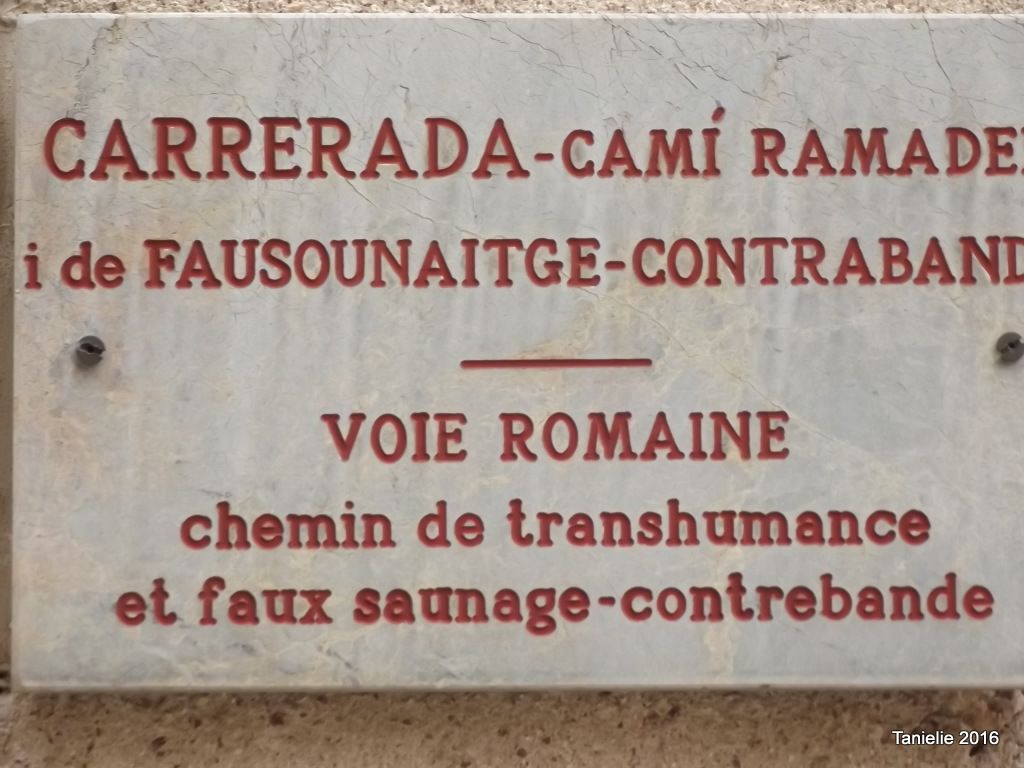 CARRERADA-CAMÍ RAMADE
i de FAUSOUNAITGE-CONTRABAND
VOIE ROMAINE
chemin de transhumance
et faux saunage-contrebande
Tanielie 2016